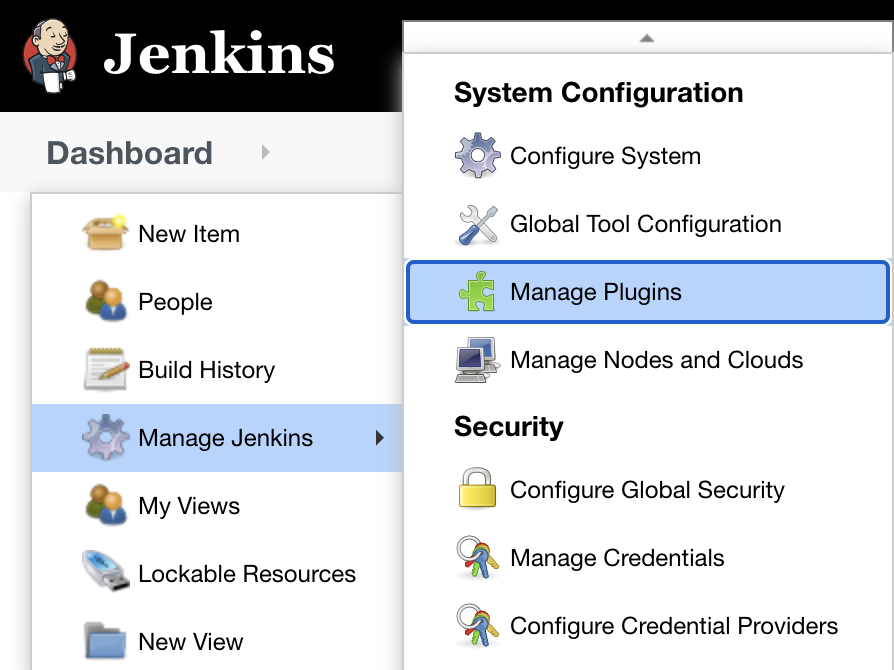 Jenkins
Dashboard
New Item
People
Build History
Manage Jenkins
My Views
Lockable Resources
New View
System Configuration
Configure System
Global Tool Configuration
Manage Plugins
Manage Nodes and Clouds
Security
Configure Global Security
Manage Credentials
Configure Credential Providers